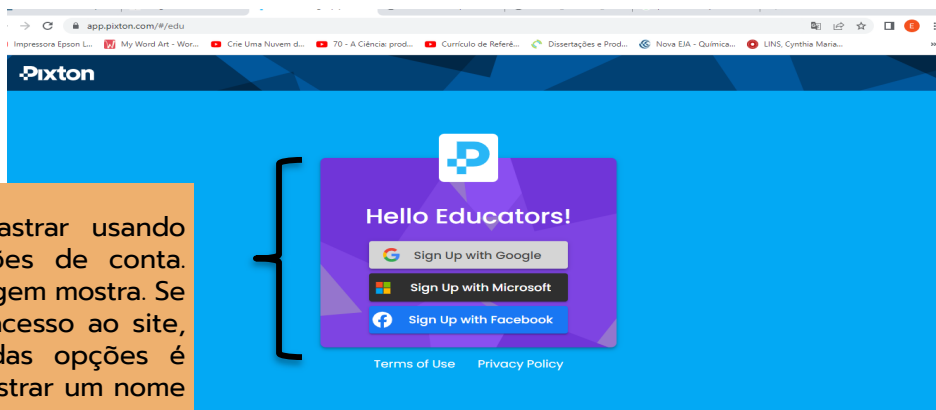 app.pixton.com/#/edu
E
Impressora Epson L... My Word Art - Wor... Crie Uma Nuvem d... 70 - A Ciência: prod... Currículo de Referê... Dissertações e Prod... Nova EJA - Química... LINS, Cynthia Maria... »
Pixton
Hello Educators!
Sign Up with Google
Sign Up with Microsoft
Sign Up with Facebook
Terms of Use Privacy Policy
astrar usando
es de conta.
gem mostra. Se
cesso ao site,
das opções é
strar um nome